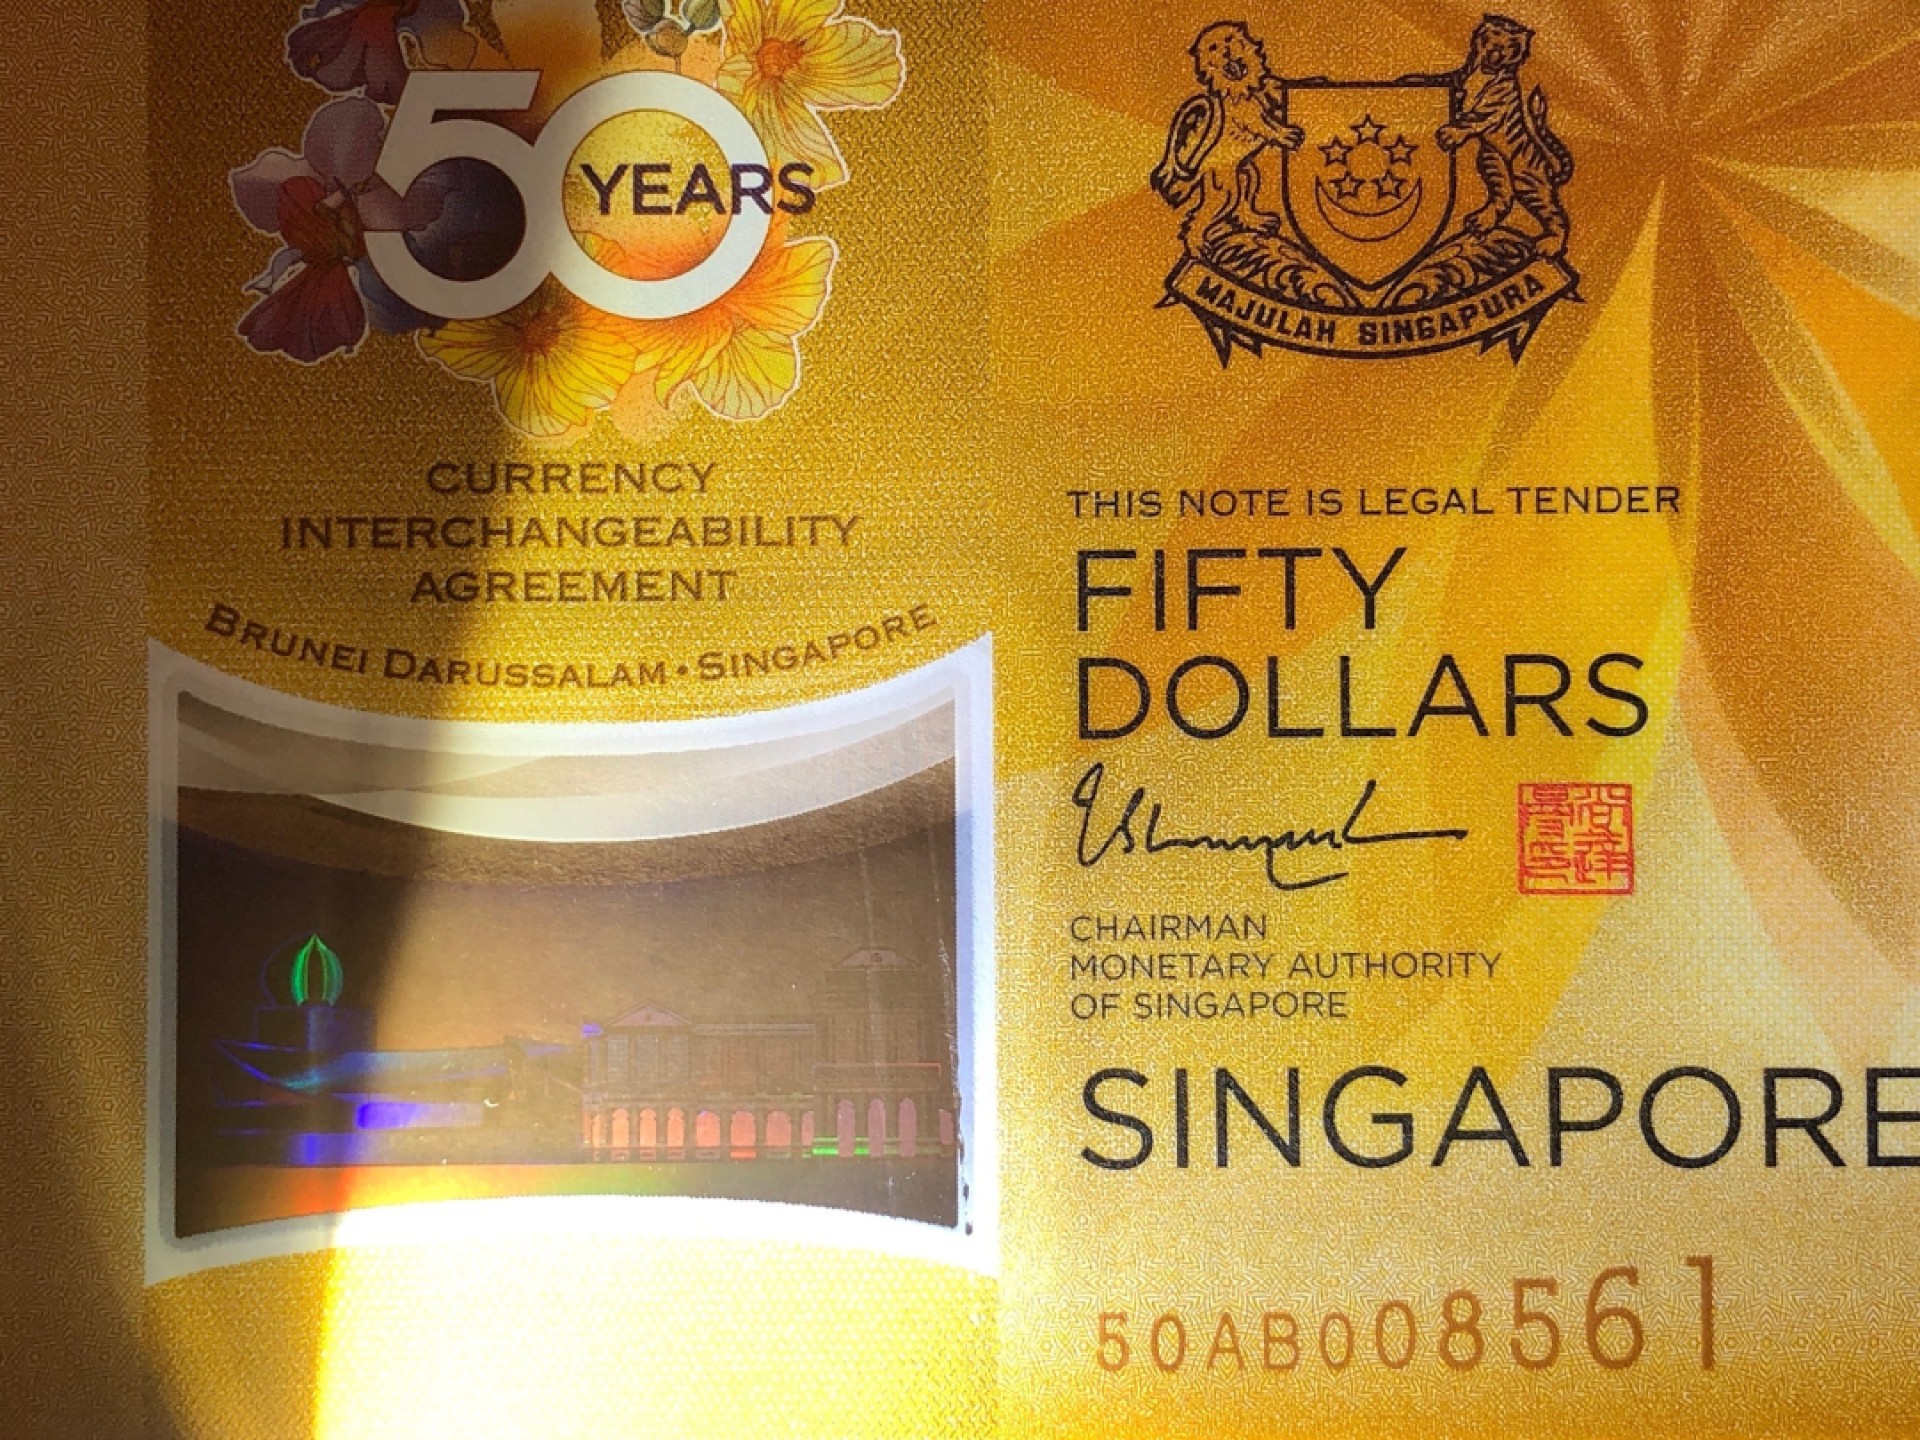 50
YEARS
CURRENCY
INTERCHANGEABILITY
AGREEMENT
BRUNEI DARUSSALAM • SINGAPORE
MAJULAH SINGAPURA
THIS NOTE IS LEGAL TENDER
FIFTY
DOLLARS
CHAIRMAN
MONETARY AUTHORITY
OF SINGAPORE
SINGAPORE
50AB008561